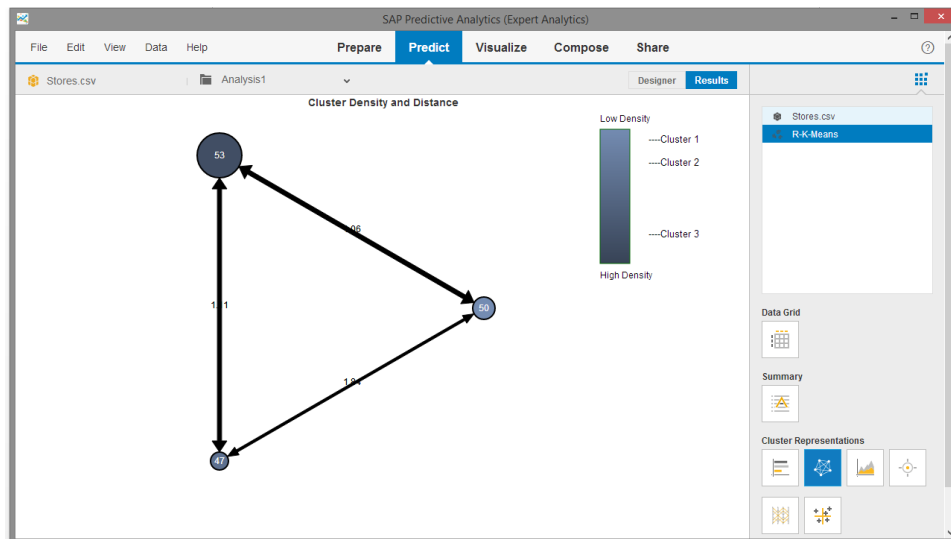 SAP Predictive Analytics (Expert Analytics)
File Edit View Data Help Prepare Predict Visualize Compose Share
Stores.csv Analysis1 Designer Results
Cluster Density and Distance
Low Density
----Cluster 1
----Cluster 2
----Cluster 3
High Density
53
50
47
Stores.csv
R-K-Means
Data Grid
Summary
Cluster Representations